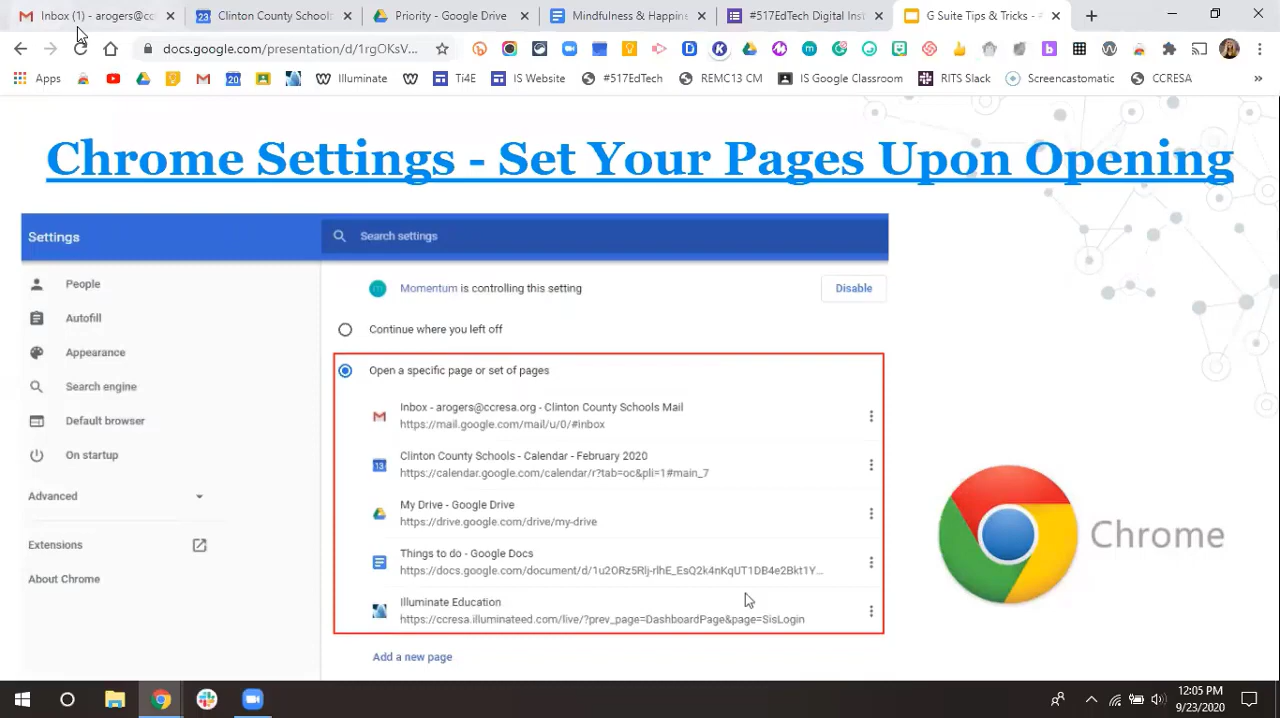 Inbox (1) - arogers@cc
Clinton County School:
Priority - Google Drive
Mindfulness & Happin
#517EdTech Digital Inst
G Suite Tips & Tricks -
docs.google.com/presentation/d/1rgOKsV...
Apps
20
Illuminate
Ti4E
IS Website
#517EdTech
REMC13 CM
IS Google Classroom
RITS Slack
Screencastomatic
CCRESA
»
Chrome Settings - Set Your Pages Upon Opening
Settings
Search settings
People
Autofill
Appearance
Search engine
Default browser
On startup
Advanced
Extensions
About Chrome
Momentum is controlling this setting
Disable
Continue where you left off
Open a specific page or set of pages
Inbox - arogers@ccresa.org - Clinton County Schools Mail
https://mail.google.com/mail/u/0/#inbox
Clinton County Schools - Calendar - February 2020
https://calendar.google.com/calendar/r?tab=oc&pli=1#main_7
My Drive - Google Drive
https://drive.google.com/drive/my-drive
Things to do - Google Docs
Illuminate Education
https://ccresa.illuminateed.com/live/?prev_page=DashboardPage&page=SisLogin
Add a new page
Chrome
12:05 PM
9/23/2020